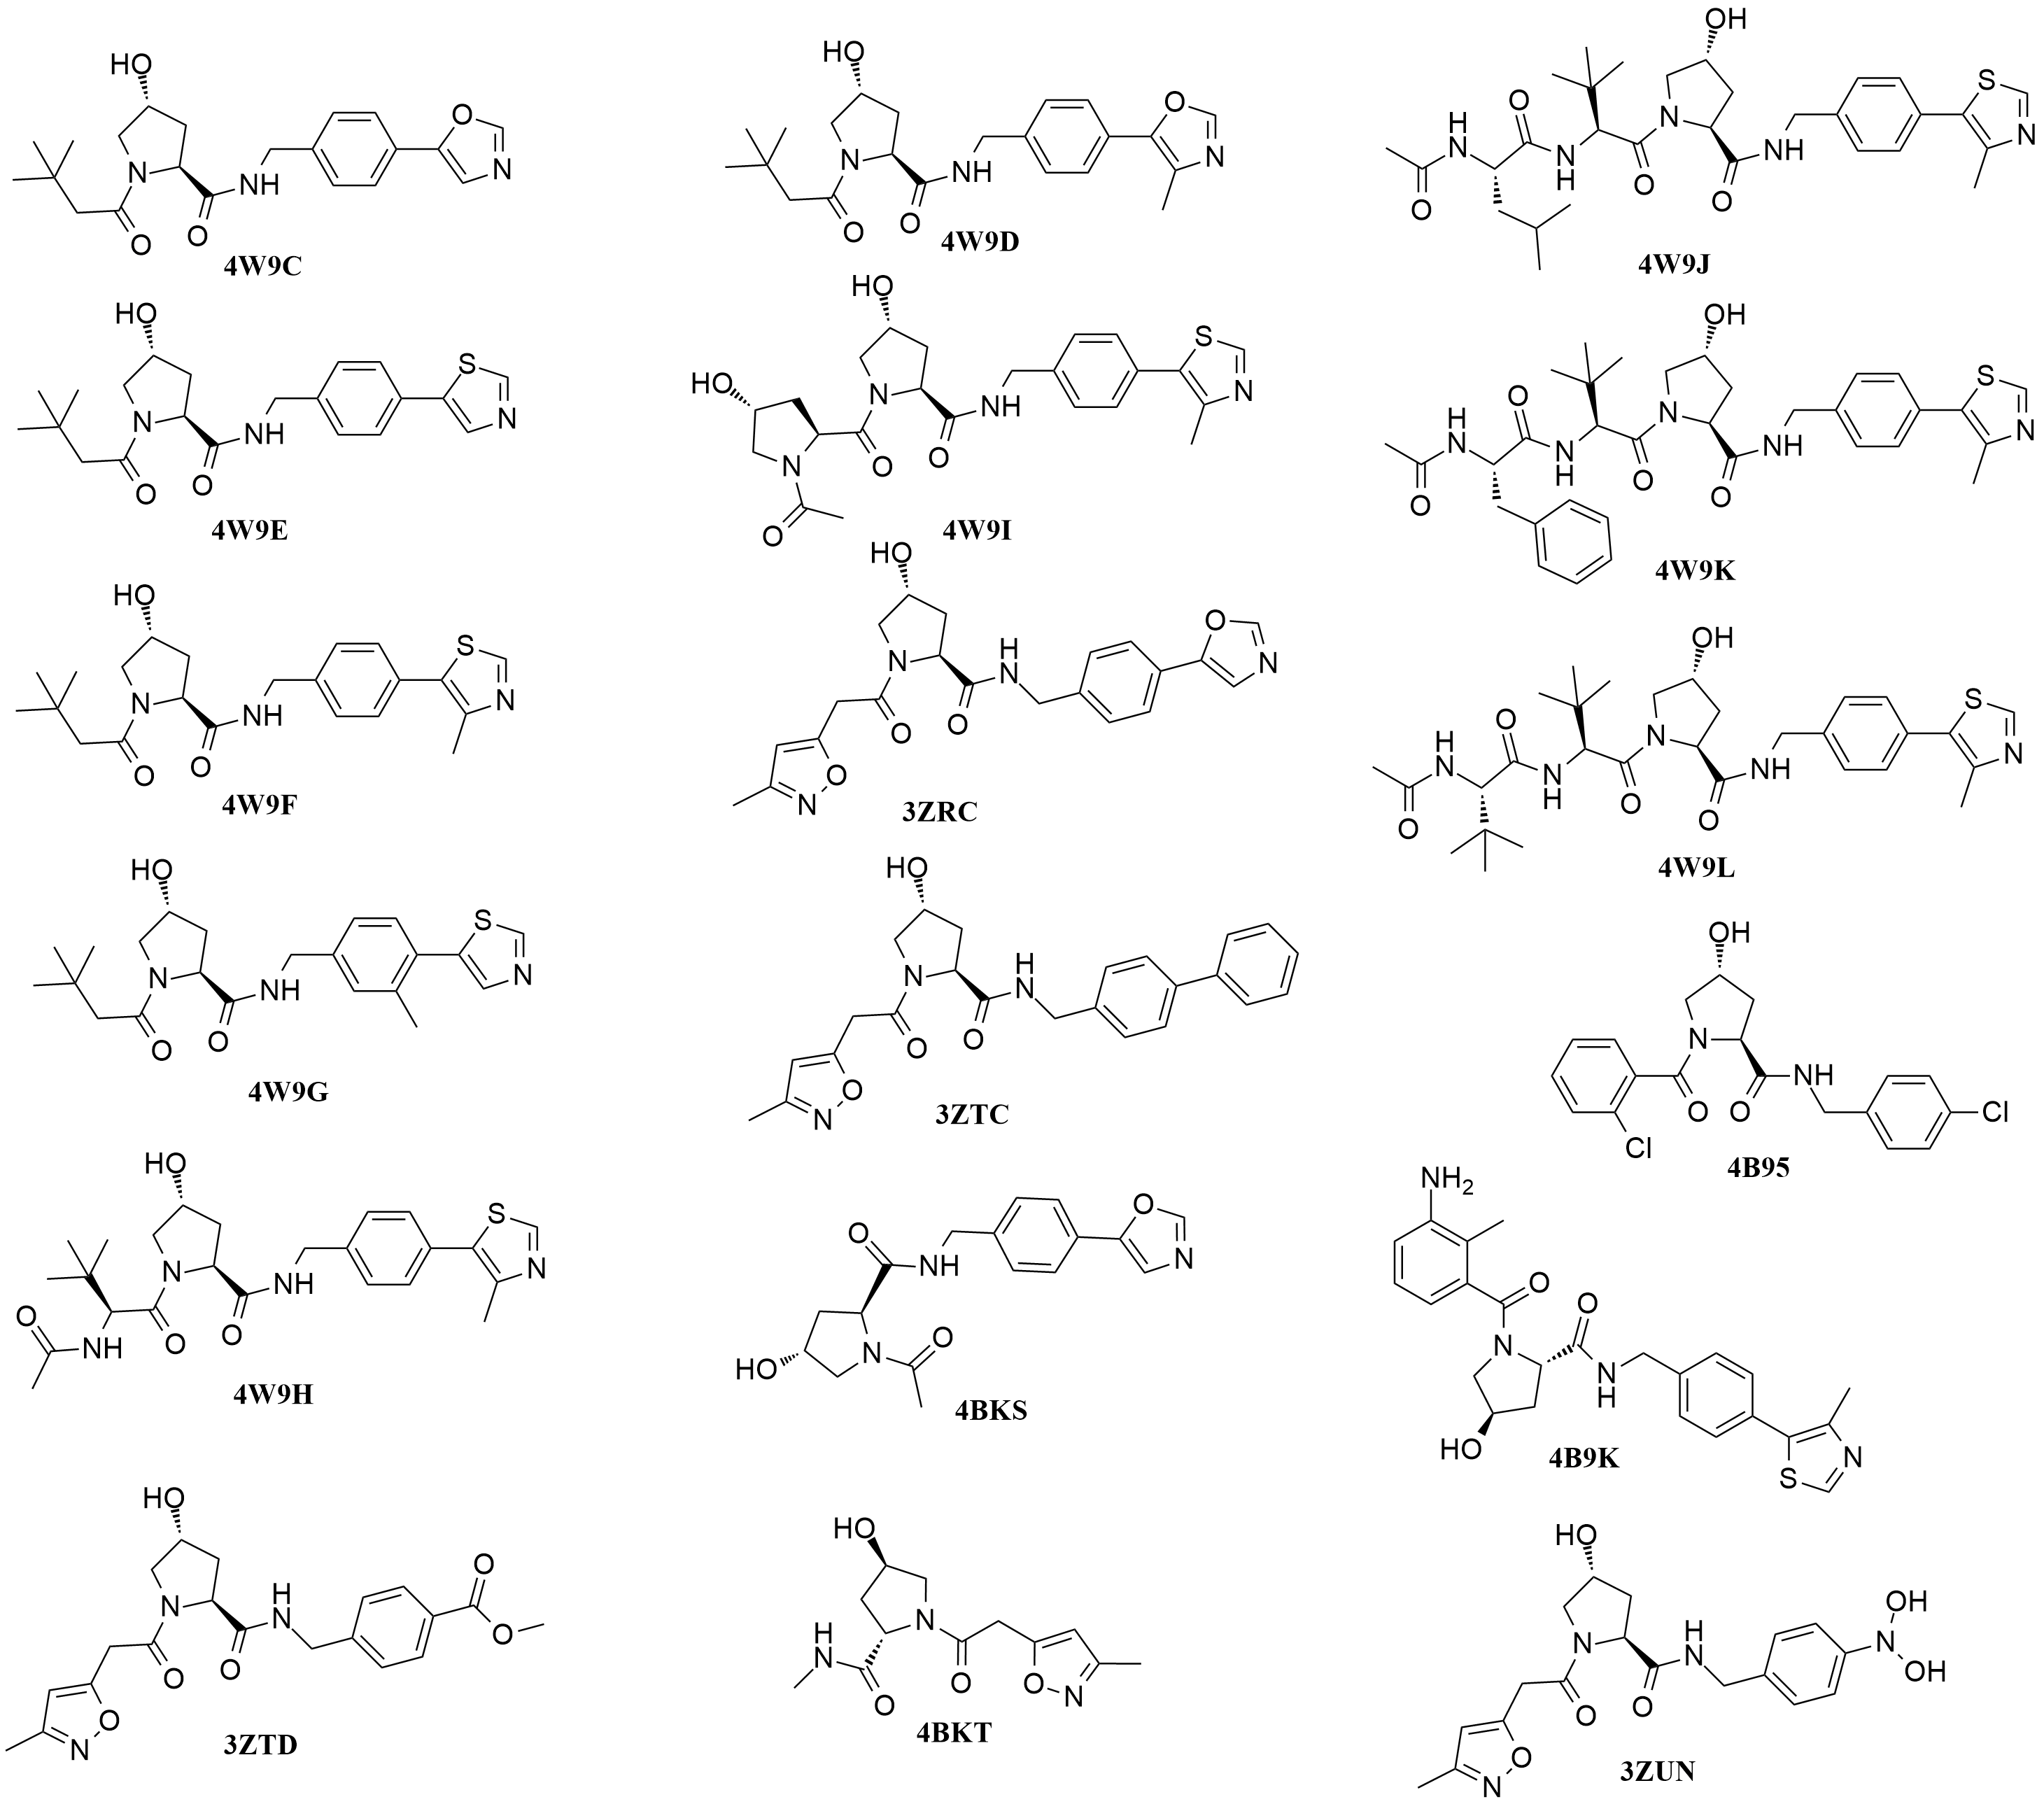 HO
O
N
NH
N
O
O
4W9C
HO
O
N
NH
N
O
O
4W9D
OH
S
O
H
N
N
N
N
H
NH
O
O
O
4W9J
HO
S
N
NH
N
O
O
4W9E
HO
S
HO
N
N
NH
O
O
N
O
4W9I
OH
S
O
H
N
N
N
N
H
NH
O
O
O
4W9K
HO
S
N
NH
N
O
O
4W9F
HO
O
N
H
N
N
O
O
O
N
3ZRC
OH
S
O
H
N
N
N
N
H
NH
O
O
O
4W9L
HO
S
N
NH
N
O
O
4W9G
HO
N
H
N
O
O
O
N
3ZTC
OH
N
NH
O
O
Cl
Cl
4B95
HO
S
N
NH
N
O
O
O
NH
4W9H
O
O
NH
N
O
N
HO
4BKS
NH2
O
O
N
N
H
HO
N
S
4B9K
HO
O
N
H
N
O
O
O
O
N
3ZTD
HO
N
H
N
O
O
O
N
4BKT
HO
OH
N
H
N
N
OH
O
O
O
N
3ZUN